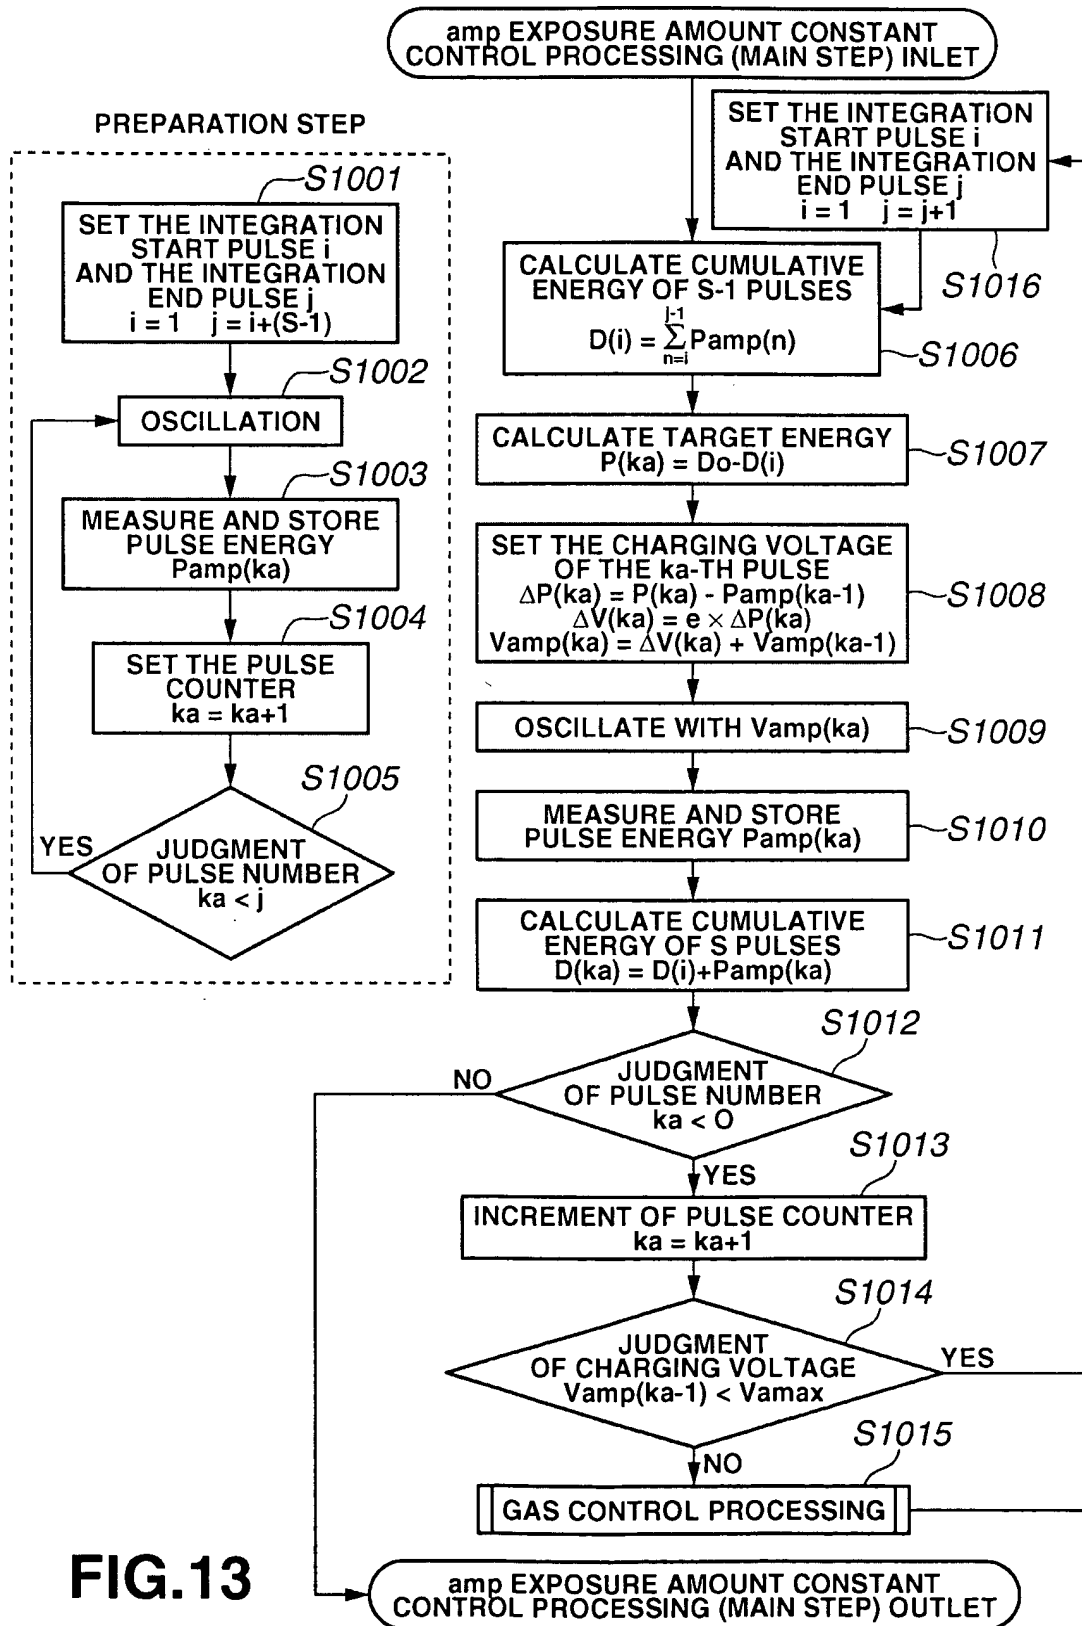 amp EXPOSURE AMOUNT CONSTANT
CONTROL PROCESSING (MAIN STEP) INLET
PREPARATION STEP
S1001
SET THE INTEGRATION
START PULSE i
AND THE INTEGRATION
END PULSE j
i = 1 j = i+(S-1)
S1002
OSCILLATION
S1003
MEASURE AND STORE
PULSE ENERGY
Pamp(ka)
S1004
SET THE PULSE
COUNTER
ka = ka+1
S1005
YES
JUDGMENT
OF PULSE NUMBER
ka < j
SET THE INTEGRATION
START PULSE i
AND THE INTEGRATION
END PULSE j
i = 1 j = j+1
S1016
CALCULATE CUMULATIVE
ENERGY OF S-1 PULSES
j-1
D(i) = ΣPamp(n)
n=i
S1006
CALCULATE TARGET ENERGY
P(ka) = Do-D(i)
S1007
SET THE CHARGING VOLTAGE
OF THE ka-TH PULSE
ΔP(ka) = P(ka) - Pamp(ka-1)
ΔV(ka) = e × ΔP(ka)
Vamp(ka) = ΔV(ka) + Vamp(ka-1)
S1008
OSCILLATE WITH Vamp(ka)
S1009
MEASURE AND STORE
PULSE ENERGY Pamp(ka)
S1010
CALCULATE CUMULATIVE
ENERGY OF S PULSES
D(ka) = D(i)+Pamp(ka)
S1011
S1012
NO
JUDGMENT
OF PULSE NUMBER
ka < O
YES
S1013
INCREMENT OF PULSE COUNTER
ka = ka+1
S1014
JUDGMENT
OF CHARGING VOLTAGE
Vamp(ka-1) < Vamax
YES
NO
S1015
GAS CONTROL PROCESSING
FIG.13
amp EXPOSURE AMOUNT CONSTANT
CONTROL PROCESSING (MAIN STEP) OUTLET